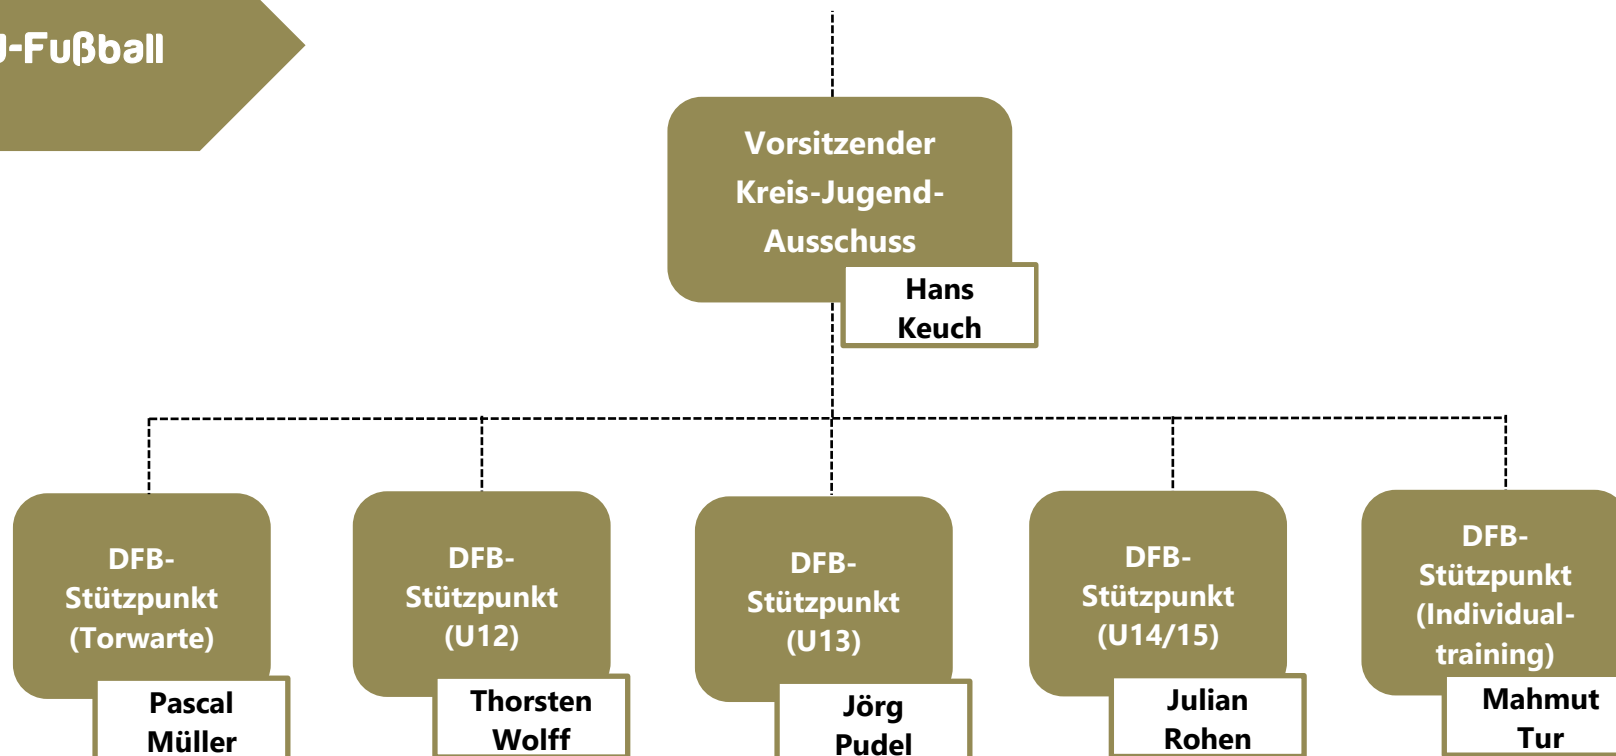 -Fußball
Vorsitzender
Kreis-Jugend-
Ausschuss
Hans
Keuch
DFB-
Stützpunkt
(Torwarte)
Pascal
Müller
DFB-
Stützpunkt
(U12)
Thorsten
Wolff
DFB-
Stützpunkt
(U13)
Jörg
Pudel
DFB-
Stützpunkt
(U14/15)
Julian
Rohen
DFB-
Stützpunkt
(Individual-
training)
Mahmut
Tur